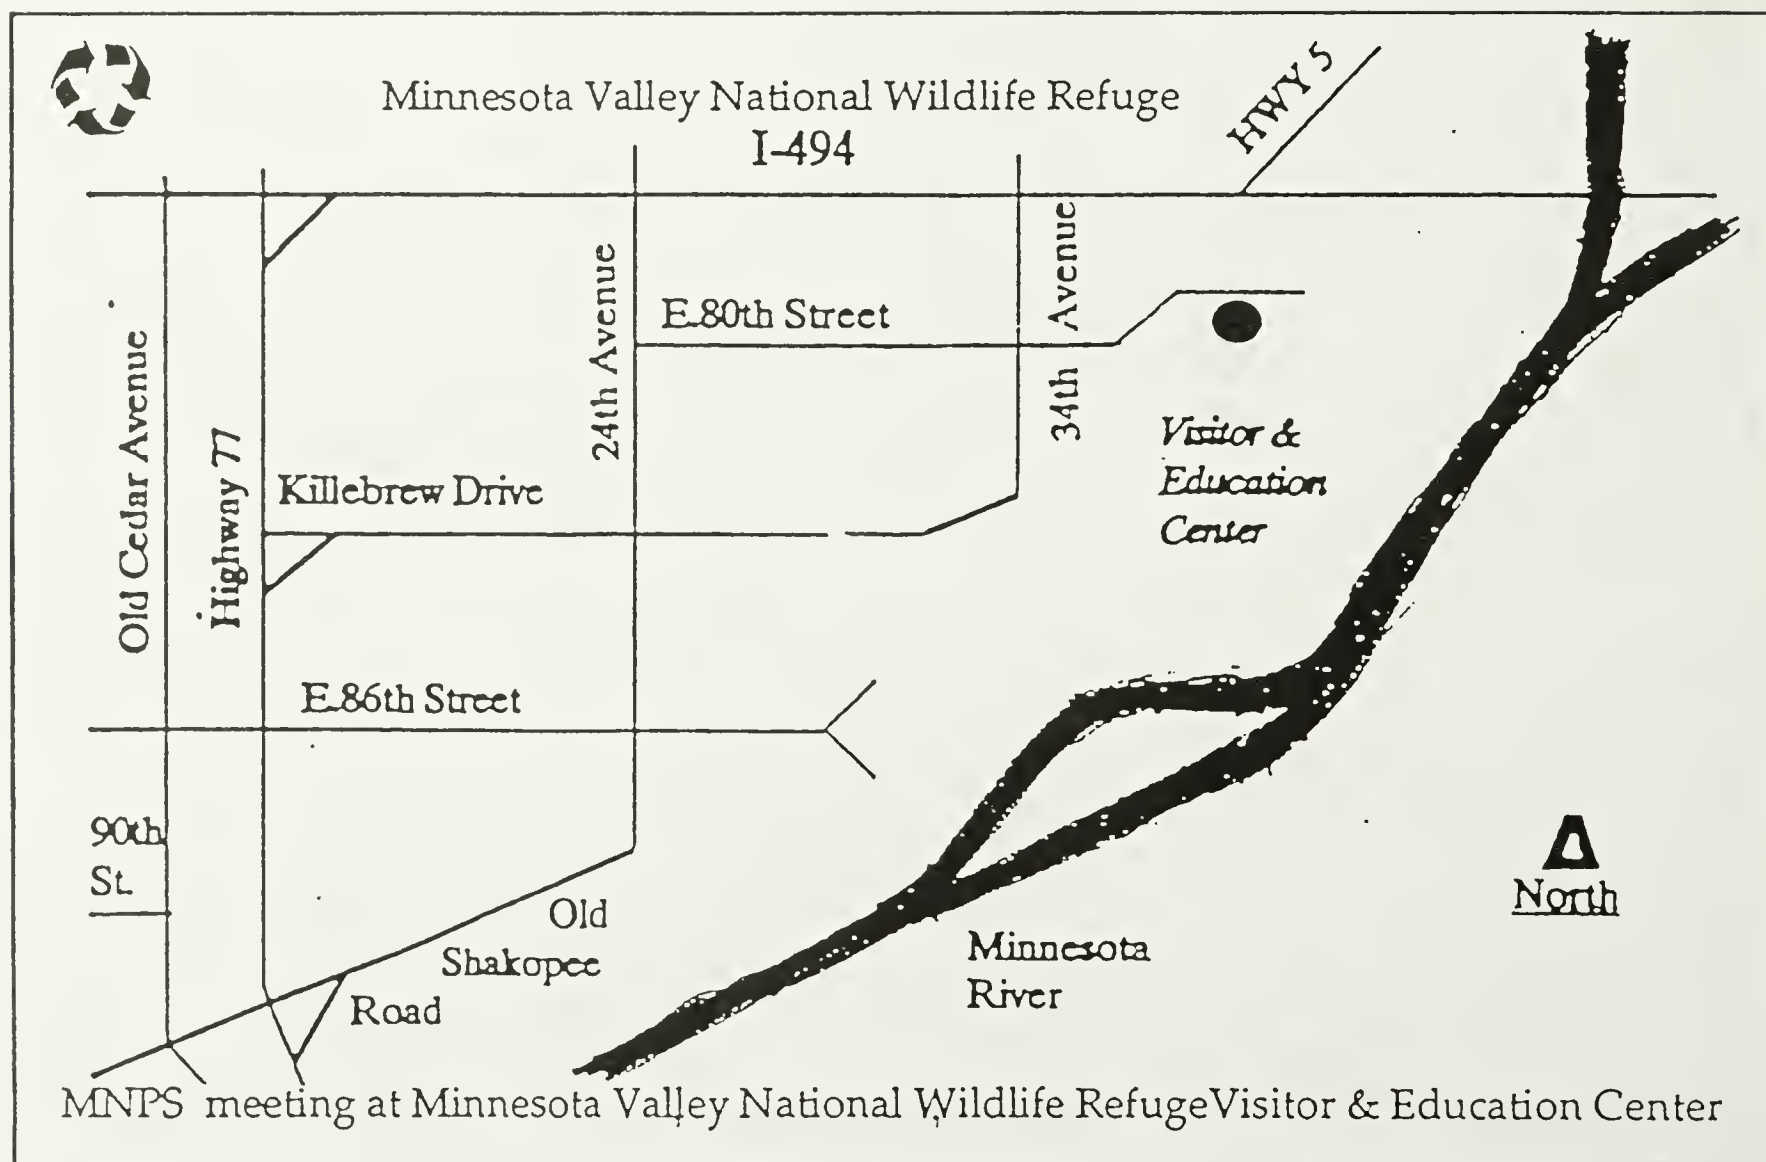 Minnesota Valley National Wildlife Refuge
I-494
HWY 5
Old Cedar Avenue
Highway 77
24th Avenue
34th Avenue
E.80th Street
Killebrew Drive
Visitor &
Education
Center
E.86th Street
90th
St.
Old
Shakopee
Road
Minnesota
River
North
MNPS meeting at Minnesota Valley National Wildlife RefugeVisitor & Education Center